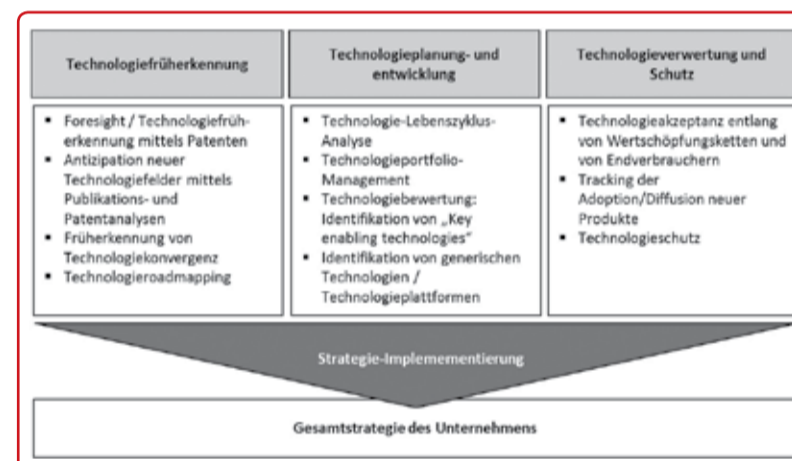 Technologiefrüherkennung
▪ Foresight / Technologiefrüh-
erkennung mittels Patenten
▪ Antizipation neuer
Technologiefelder mittels
Publikations- und
Patentanalysen
▪ Früherkennung von
Technologiekonvergenz
▪ Technologieroadmapping
Technologieplanung- und
entwicklung
▪ Technologie-Lebenszyklus-
Analyse
▪ Technologieportfolio-
Management
▪ Technologiebewertung:
Identifikation von „Key
enabling technologies“
▪ Identifikation von generischen
Technologien /
Technologieplattformen
Technologieverwertung und
Schutz
▪ Technologieakzeptanz entlang
von Wertschöpfungsketten und
von Endverbrauchern
▪ Tracking der
Adoption/Diffusion neuer
Produkte
▪ Technologieschutz
Strategie-Implemementierung
Gesamtstrategie des Unternehmens